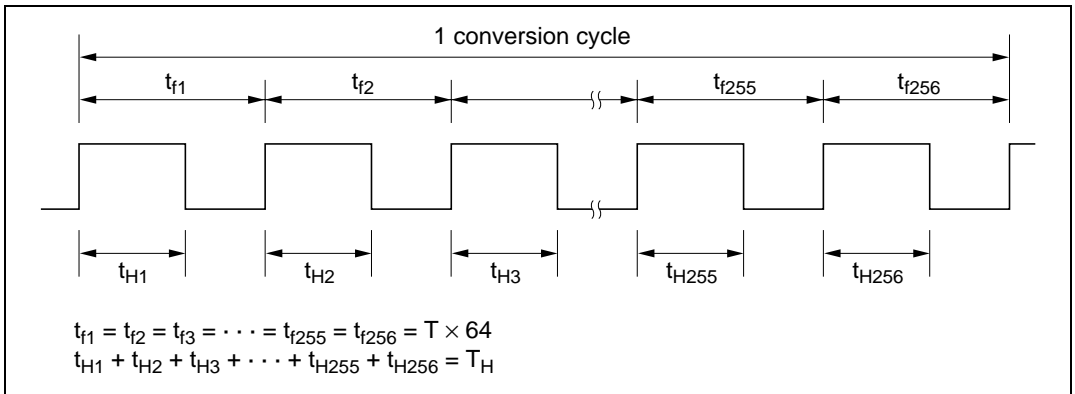 1 conversion cycle
tf1 tf2 tf255 tf256
tH1 tH2 tH3 tH255 tH256
tf1 = tf2 = tf3 = · · · = tf255 = tf256 = T × 64
tH1 + tH2 + tH3 + · · · + tH255 + tH256 = TH